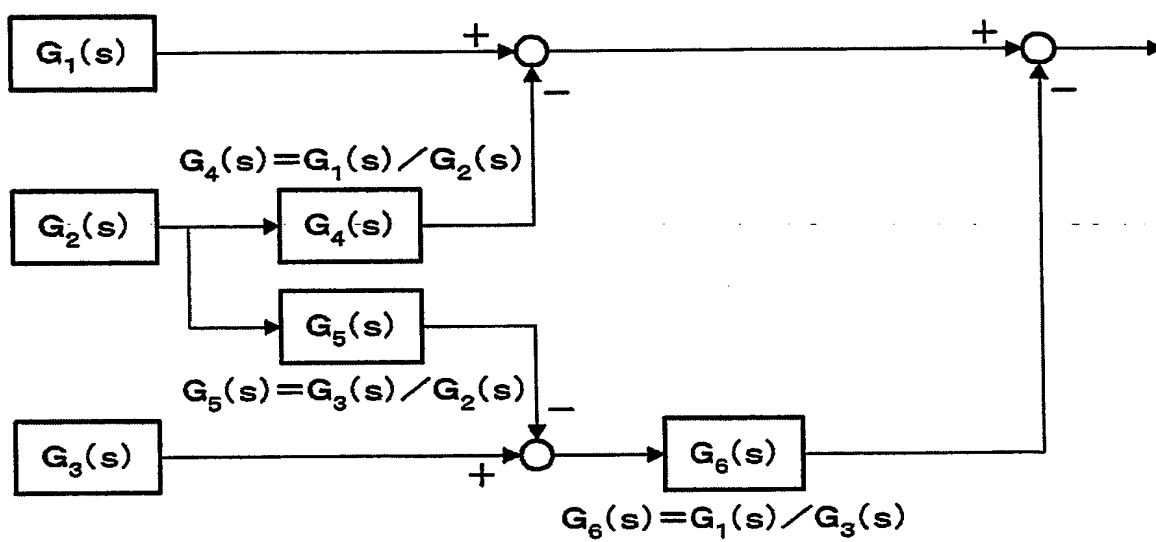 G₁(s)
+
+
−
−
G₄(s)=G₁(s)／G₂(s)
G₂(s)
G₄(s)
G₅(s)
G₅(s)=G₃(s)／G₂(s)
−
G₃(s)
+
G₆(s)
G₆(s)=G₁(s)／G₃(s)